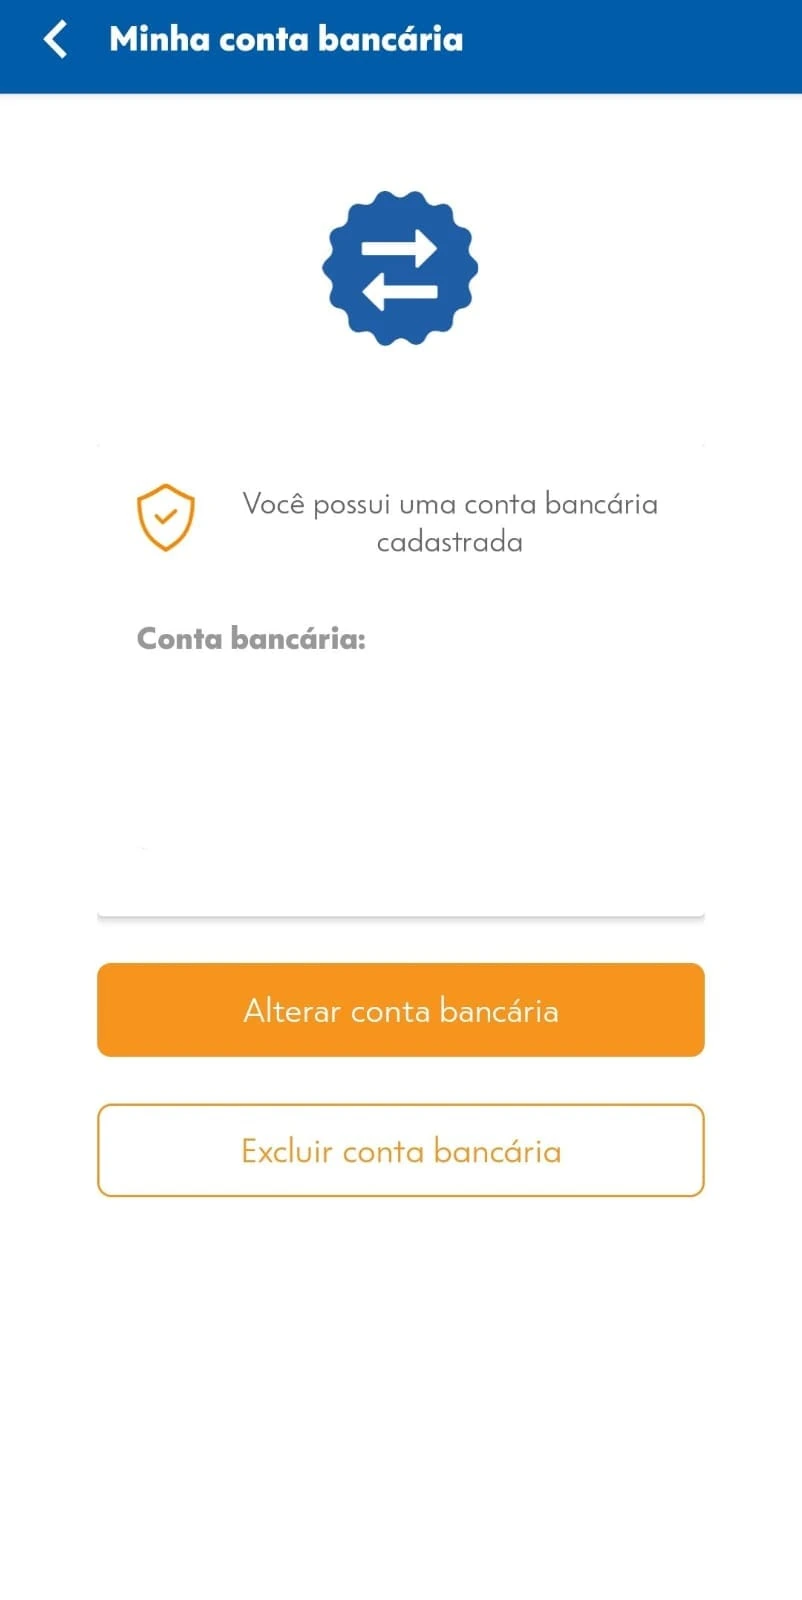 Minha conta bancária
Você possui uma conta bancária
cadastrada
Conta bancária:
Alterar conta bancária
Excluir conta bancária